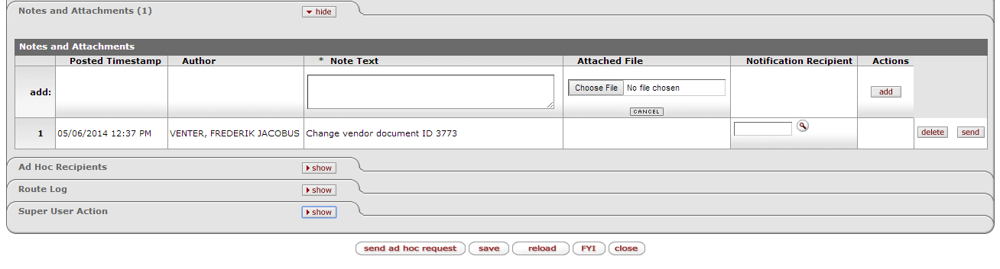 Notes and Attachments (1) hide
Notes and Attachments
Posted Timestamp Author * Note Text Attached File Notification Recipient Actions
add: Choose File No file chosen add
CANCEL
1 05/06/2014 12:37 PM VENTER, FREDERIK JACOBUS Change vendor document ID 3773 delete send
Ad Hoc Recipients show
Route Log show
Super User Action show
send ad hoc request save reload FYI close